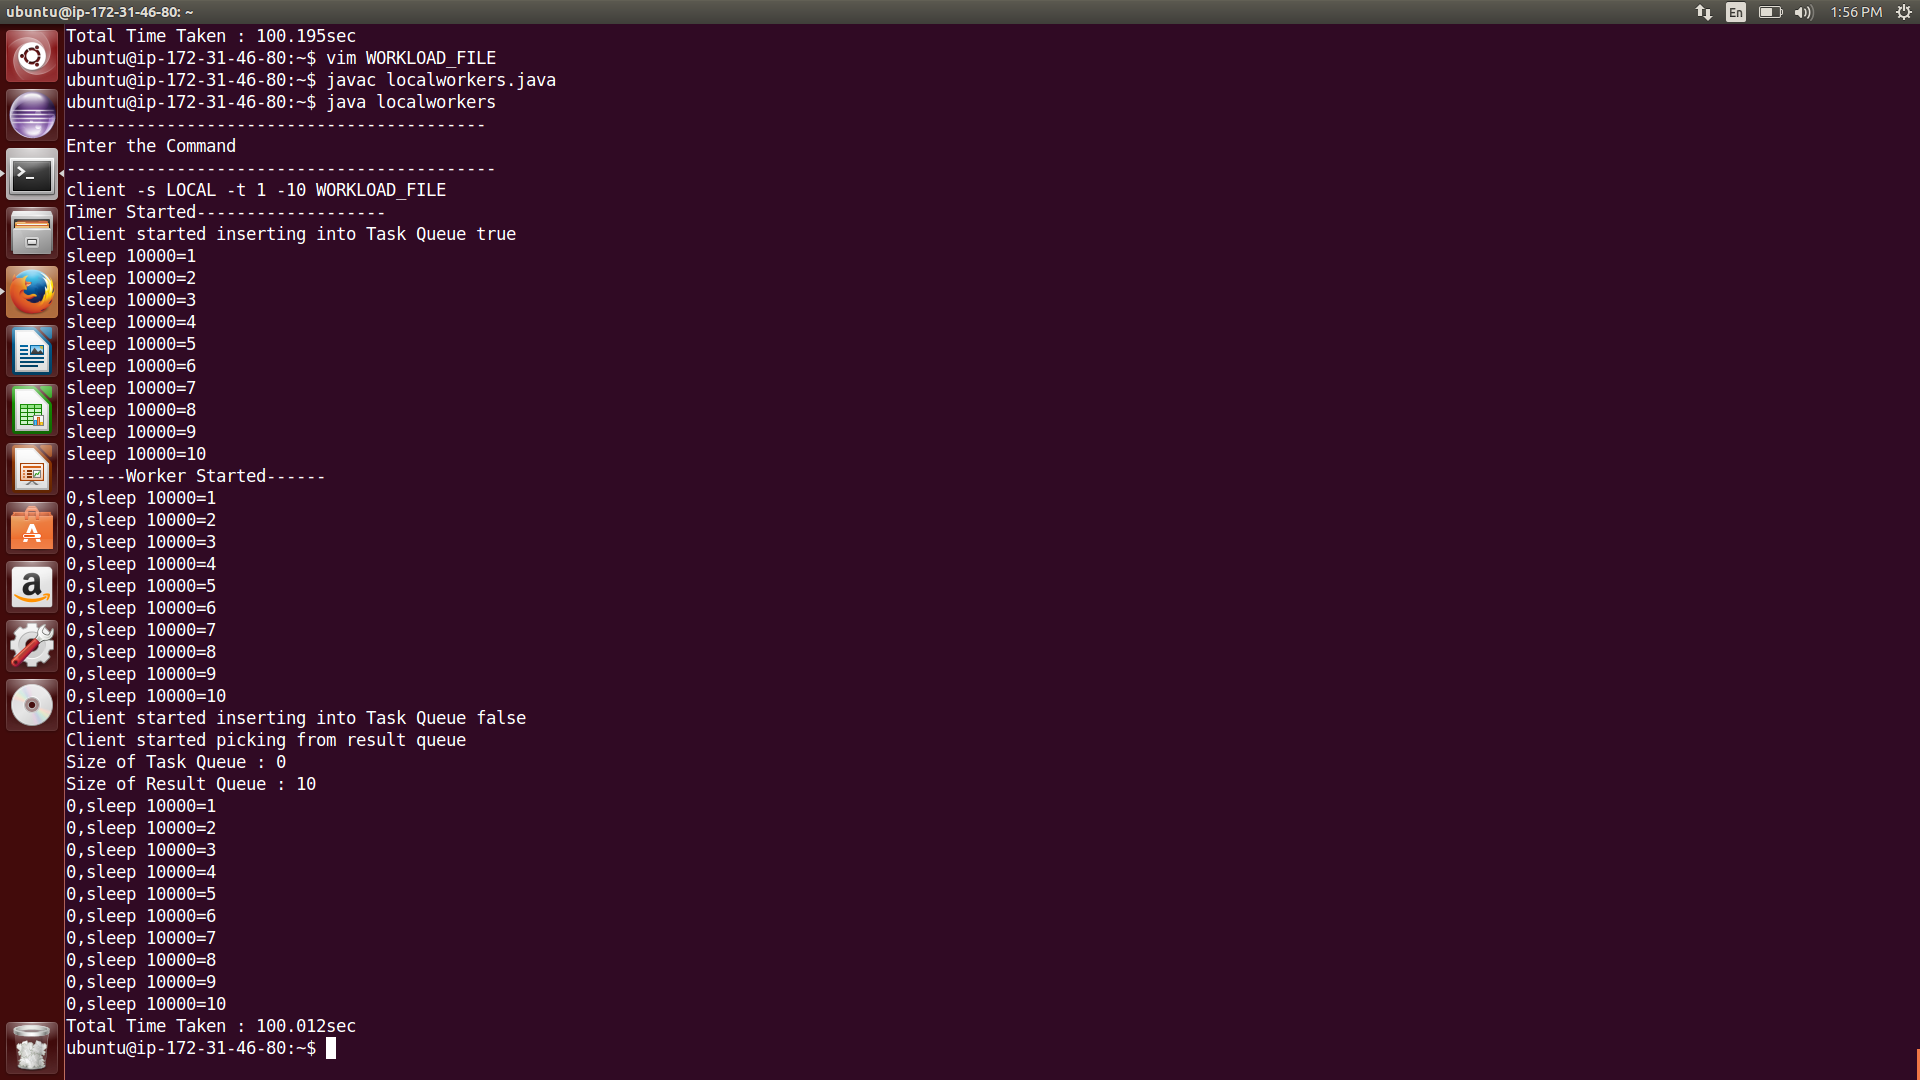 ubuntu@ip-172-31-46-80: ~
En
1:56 PM
Total Time Taken : 100.195sec
ubuntu@ip-172-31-46-80:~$ vim WORKLOAD_FILE
ubuntu@ip-172-31-46-80:~$ javac localworkers.java
ubuntu@ip-172-31-46-80:~$ java localworkers
------------------------------------------
Enter the Command
-------------------------------------------
client -s LOCAL -t 1 -10 WORKLOAD_FILE
Timer Started-------------------
Client started inserting into Task Queue true
sleep 10000=1
sleep 10000=2
sleep 10000=3
sleep 10000=4
sleep 10000=5
sleep 10000=6
sleep 10000=7
sleep 10000=8
sleep 10000=9
sleep 10000=10
------Worker Started------
0,sleep 10000=1
0,sleep 10000=2
0,sleep 10000=3
0,sleep 10000=4
0,sleep 10000=5
0,sleep 10000=6
0,sleep 10000=7
0,sleep 10000=8
0,sleep 10000=9
0,sleep 10000=10
Client started inserting into Task Queue false
Client started picking from result queue
Size of Task Queue : 0
Size of Result Queue : 10
0,sleep 10000=1
0,sleep 10000=2
0,sleep 10000=3
0,sleep 10000=4
0,sleep 10000=5
0,sleep 10000=6
0,sleep 10000=7
0,sleep 10000=8
0,sleep 10000=9
0,sleep 10000=10
Total Time Taken : 100.012sec
ubuntu@ip-172-31-46-80:~$